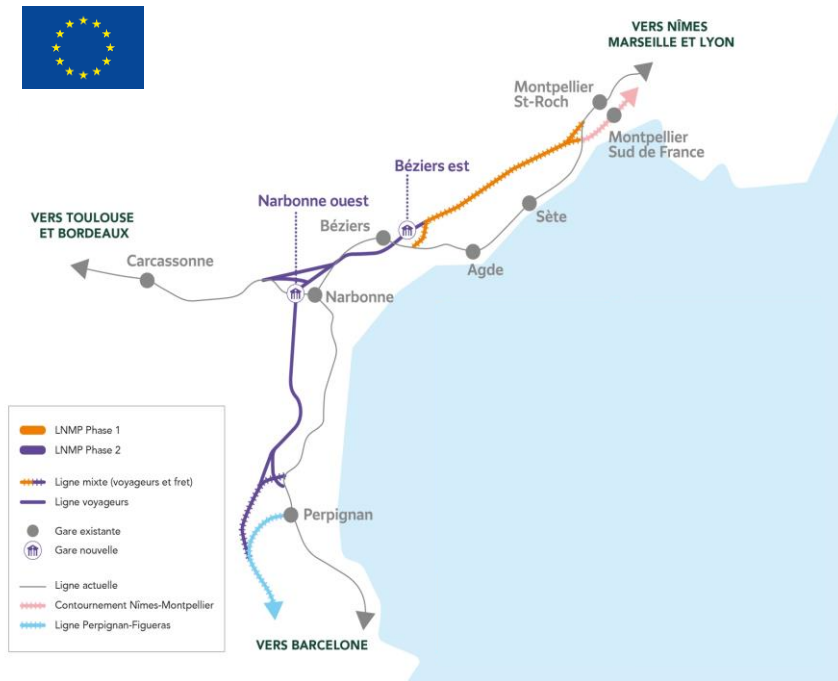 VERS NÎMES
MARSEILLE ET LYON
Montpellier
St-Roch
Montpellier
Sud de France
Béziers est
Narbonne ouest
VERS TOULOUSE
ET BORDEAUX
Béziers
Sète
Carcassonne
Agde
Narbonne
LNMP Phase 1
LNMP Phase 2
Ligne mixte (voyageurs et fret)
Ligne voyageurs
Gare existante
Gare nouvelle
Ligne actuelle
Contournement Nîmes-Montpellier
Ligne Perpignan-Figueras
Perpignan
VERS BARCELONE